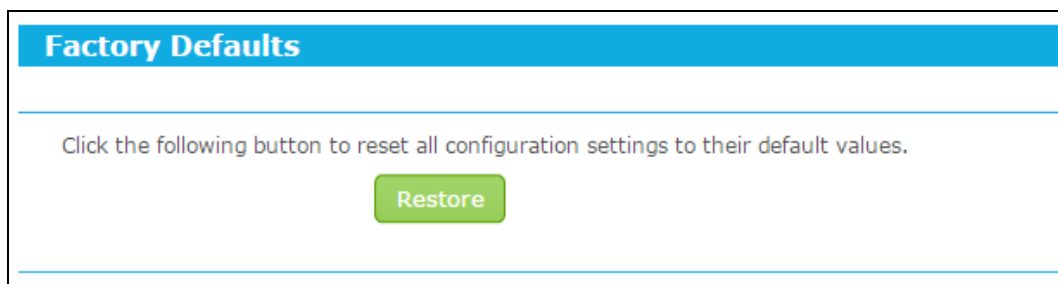 Factory Defaults
Click the following button to reset all configuration settings to their default values.
Restore